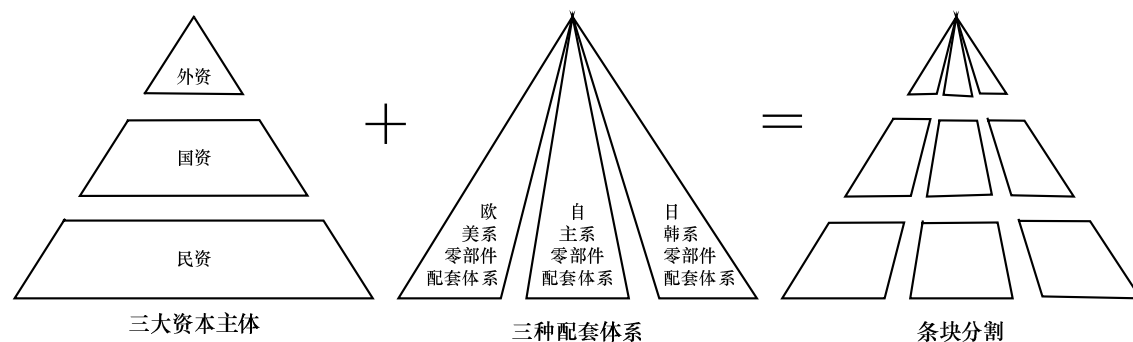 外资
国资
民资
三大资本主体
欧
美系
零部件
配套体系
自
主系
零部件
配套体系
日
韩系
零部件
配套体系
三种配套体系
条块分割